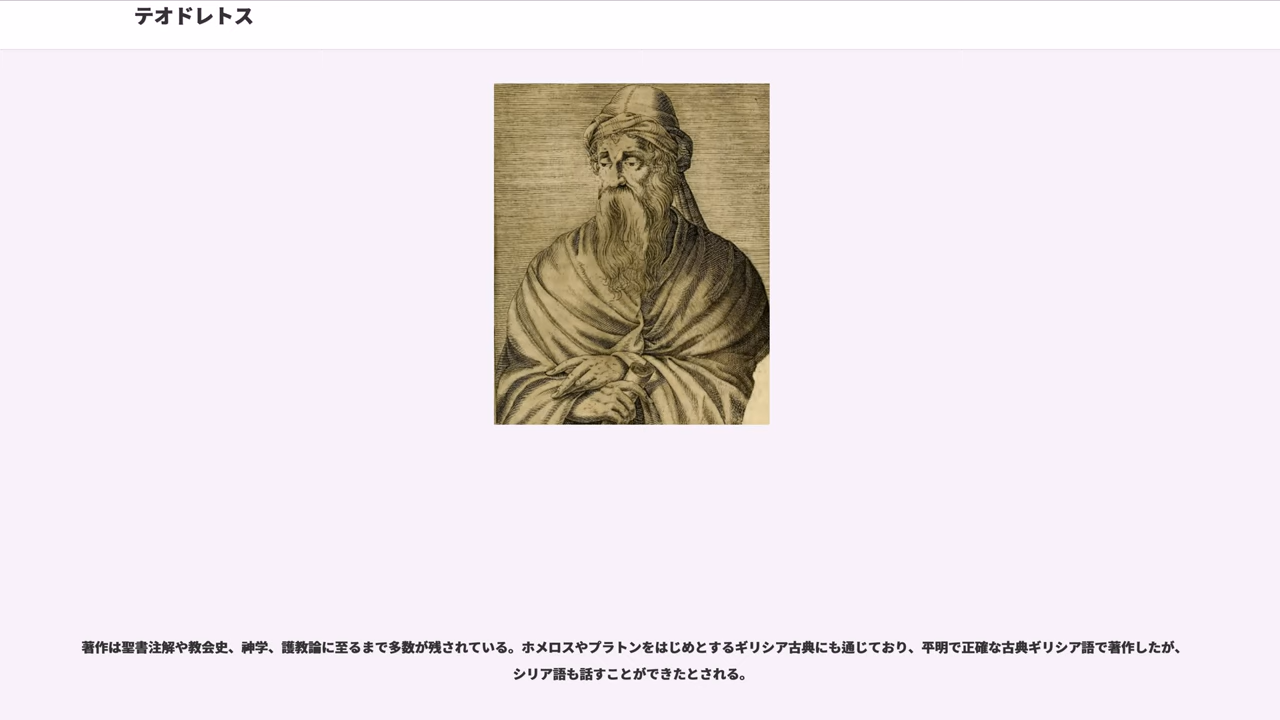 テオドレトス
著作は聖書注解や教会史、神学、護教論に至るまで多数が残されている。ホメロスやプラトンをはじめとするギリシア古典にも通じており、平明で正確な古典ギリシア語で著作したが、
シリア語も話すことができたとされる。